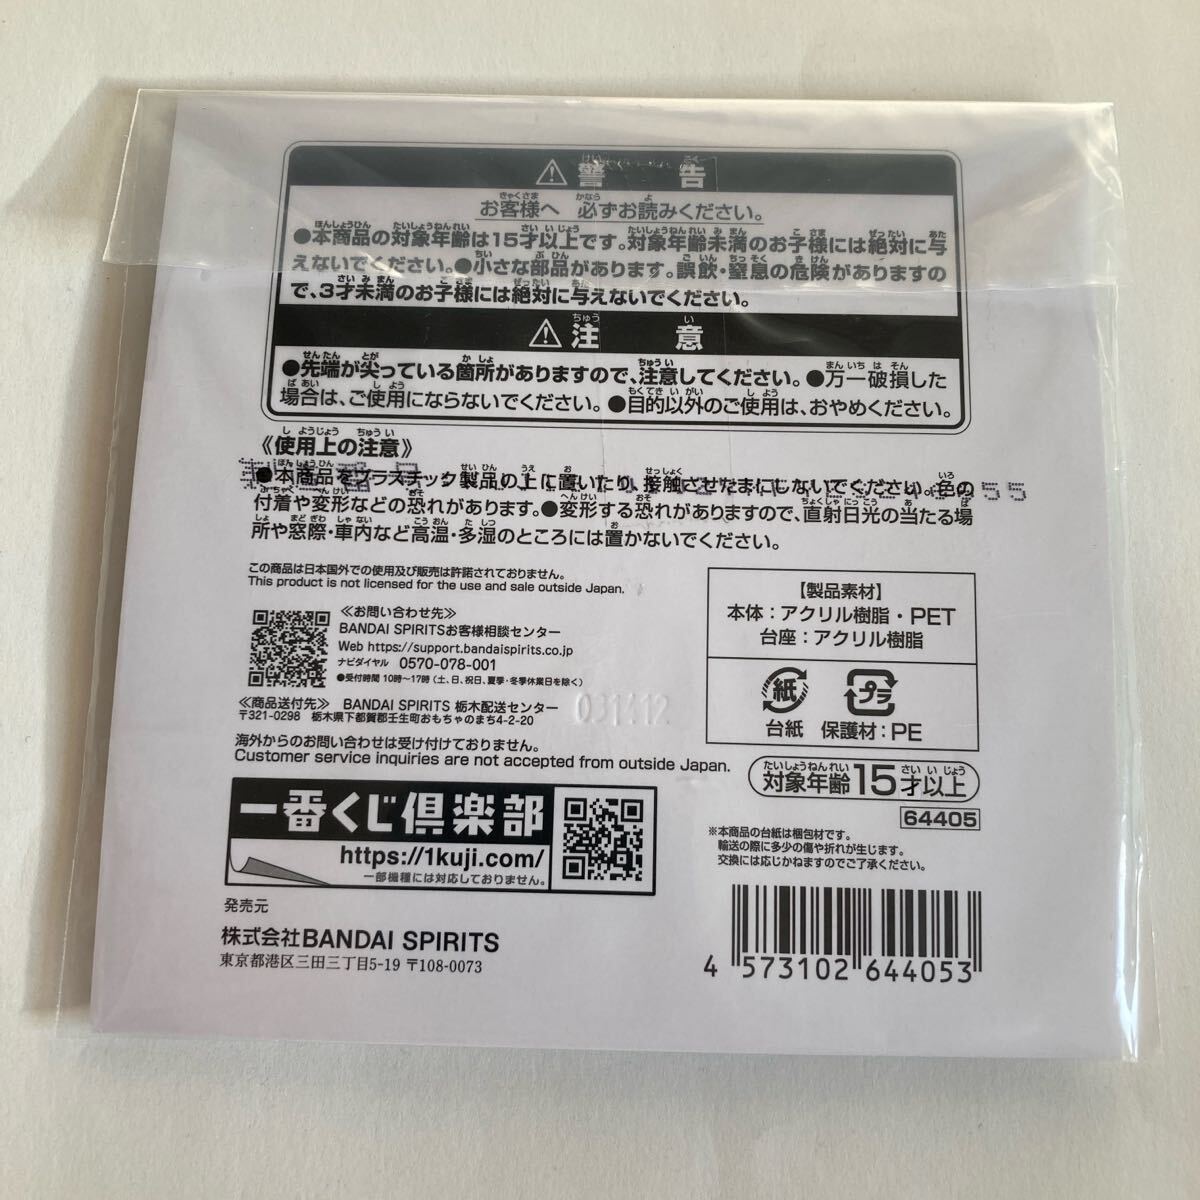 ⚠警 告
お客様へ 必ずお読みください。
●本商品の対象年齢は15才以上です。対象年齢未満のお子様には絶対に与
えないでください。●小さな部品があります。誤飲・窒息の危険がありますの
で、3才未満のお子様には絶対に与えないでください。
⚠注 意
●先端が尖っている箇所がありますので、注意してください。●万一破損した
場合は、ご使用にならないでください。●目的以外のご使用は、おやめください。
《使用上の注意》
●本商品をプラスチック製品の上に置いたり、接触させたままにしないでください。色の
付着や変形などの恐れがあります。●変形する恐れがありますので、直射日光の当たる場
所や窓際・車内など高温・多湿のところには置かないでください。
この商品は日本国外での使用及び販売は許諾されておりません。
This product is not licensed for the use and sale outside Japan.
≪お問い合わせ先≫
BANDAI SPIRITSお客様相談センター
Web https://support.bandaispirits.co.jp
ナビダイヤル 0570-078-001
●受付時間 10時~17時 (土、日、祝日、夏季・冬季休業日を除く)
≪商品送付先≫ BANDAI SPIRITS 栃木配送センター
〒321-0298 栃木県下都賀郡壬生町おもちゃのまち4-2-20
海外からのお問い合わせは受け付けておりません。
Customer service inquiries are not accepted from outside Japan.
【製品素材】
本体：アクリル樹脂・PET
台座：アクリル樹脂
紙 プラ
台紙 保護材：PE
対象年齢15才以上
64405
※本商品の台紙は梱包材です。
輸送の際に多少の傷や折れが生じます。
交換には応じかねますのでご了承ください。
一番くじ倶楽部
https://1kuji.com/
一部機種には対応しておりません。
発売元
株式会社BANDAI SPIRITS
東京都港区三田三丁目5-19 〒108-0073
4 573102 644053